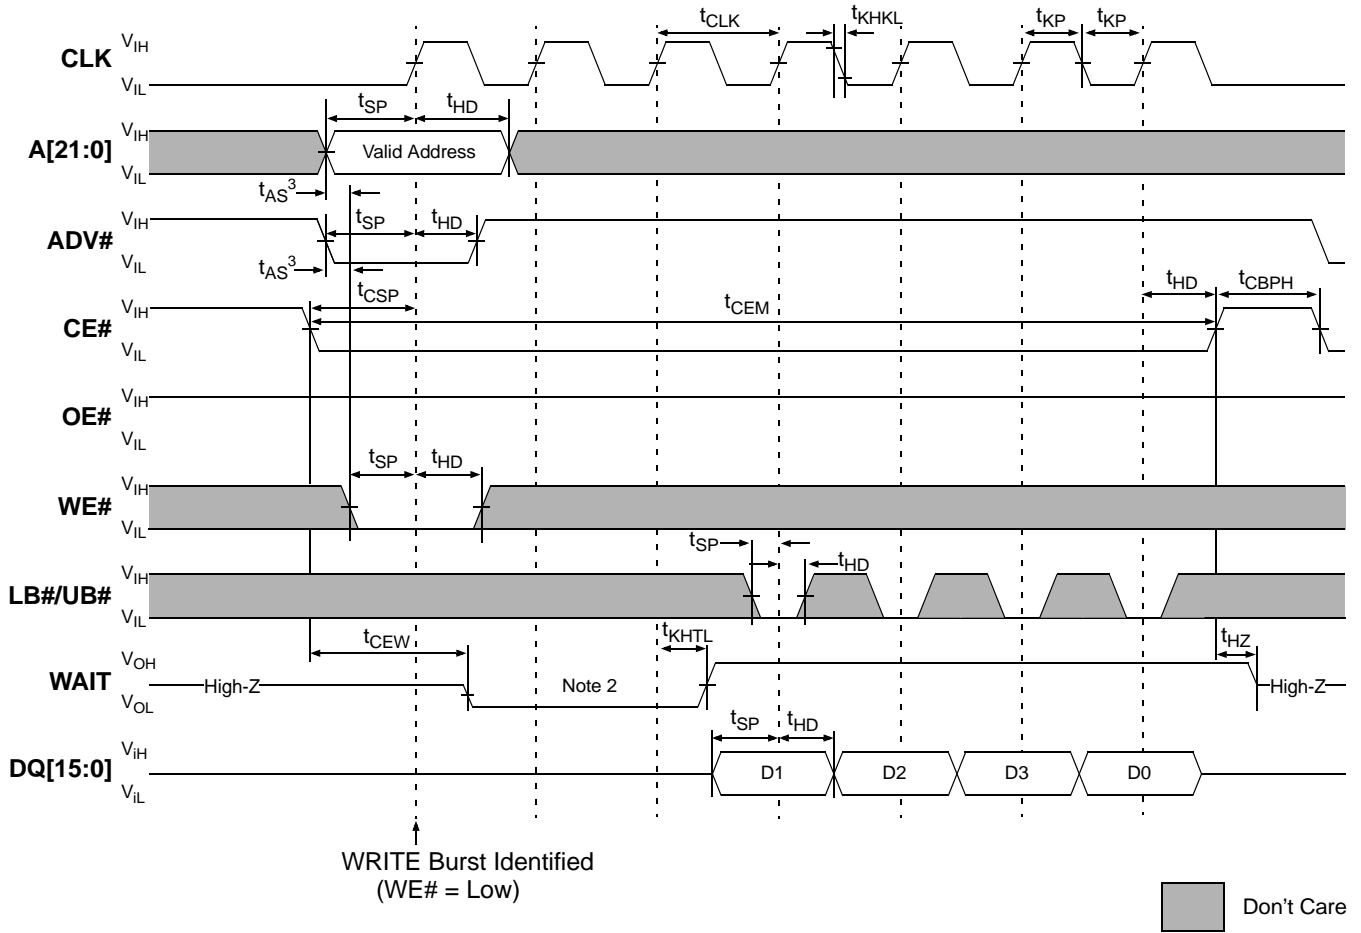 tCLK tKHKL tKP tKP
CLK VIH
VIL
tSP tHD
A[21:0] VIH
Valid Address
VIL
tAS3
ADV# VIH
tSP tHD
VIL
tAS3
tCSP tHD tCBPH
CE# VIH
tCEM
VIL
OE# VIH
VIL
tSP tHD
WE# VIH
VIL
tSP
tHD
LB#/UB# VIH
VIL
tCEW tKHTL tHZ
WAIT VOH
High-Z Note 2 High-Z
VOL
tSP tHD
DQ[15:0] ViH
D1 D2 D3 D0
ViL
WRITE Burst Identified
(WE# = Low)
Don't Care